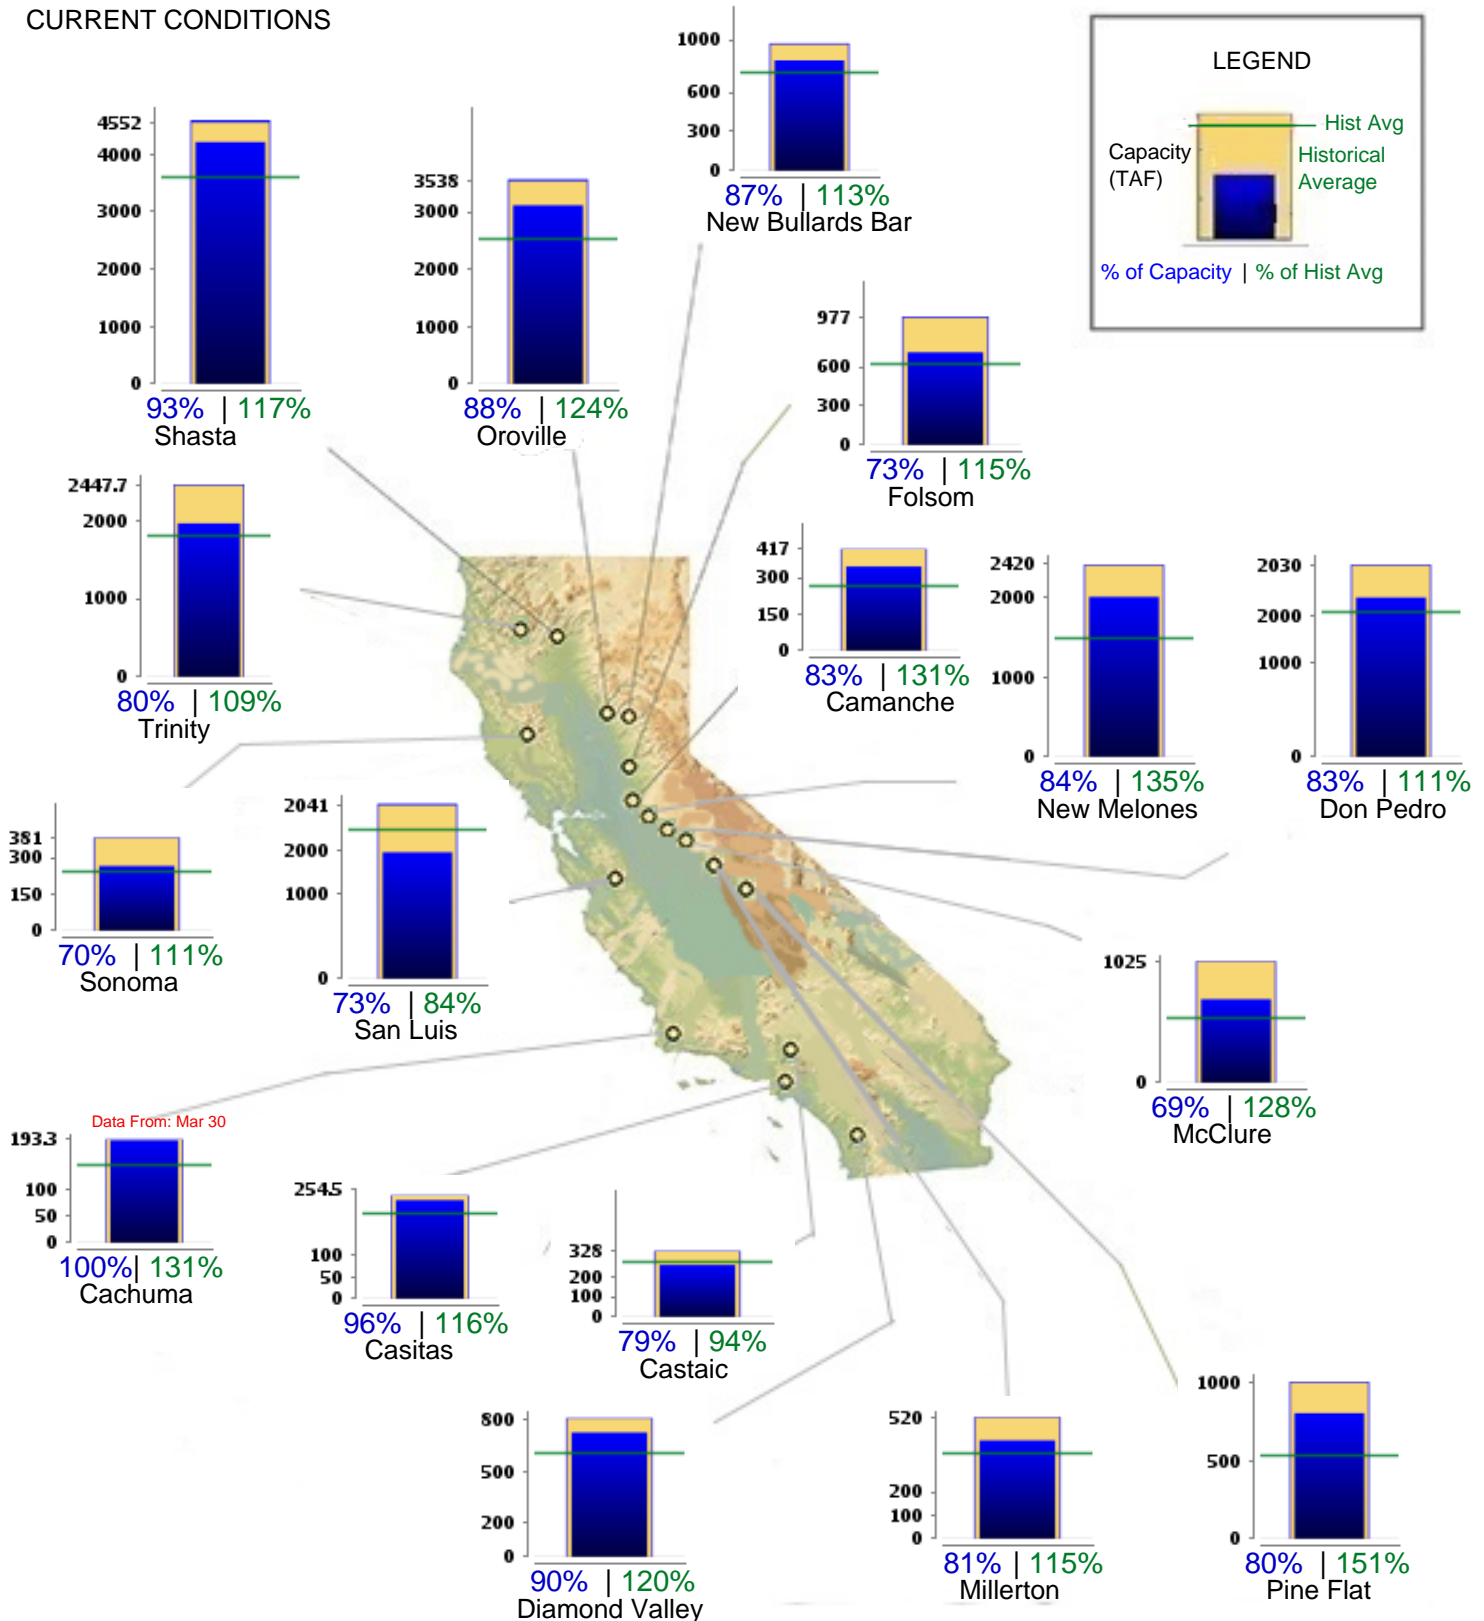 CURRENT CONDITIONS
1000
600
300
0
87% | 113%
New Bullards Bar
LEGEND
Hist Avg
Capacity
(TAF)
Historical
Average
% of Capacity | % of Hist Avg
4552
4000
3000
2000
1000
0
93% | 117%
Shasta
3538
3000
2000
1000
0
88% | 124%
Oroville
977
600
300
0
73% | 115%
Folsom
2447.7
2000
1000
0
80% | 109%
Trinity
417
300
150
0
83% | 131%
Camanche
2420
2000
1000
0
84% | 135%
New Melones
2030
2000
1000
0
83% | 111%
Don Pedro
381
300
150
0
70% | 111%
Sonoma
2041
2000
1000
0
73% | 84%
San Luis
1025
0
69% | 128%
McClure
Data From: Mar 30
193.3
100
50
0
100% | 131%
Cachuma
254.5
100
50
0
96% | 116%
Casitas
328
200
100
0
79% | 94%
Castaic
800
500
200
0
90% | 120%
Diamond Valley
520
200
100
0
81% | 115%
Millerton
1000
500
0
80% | 151%
Pine Flat